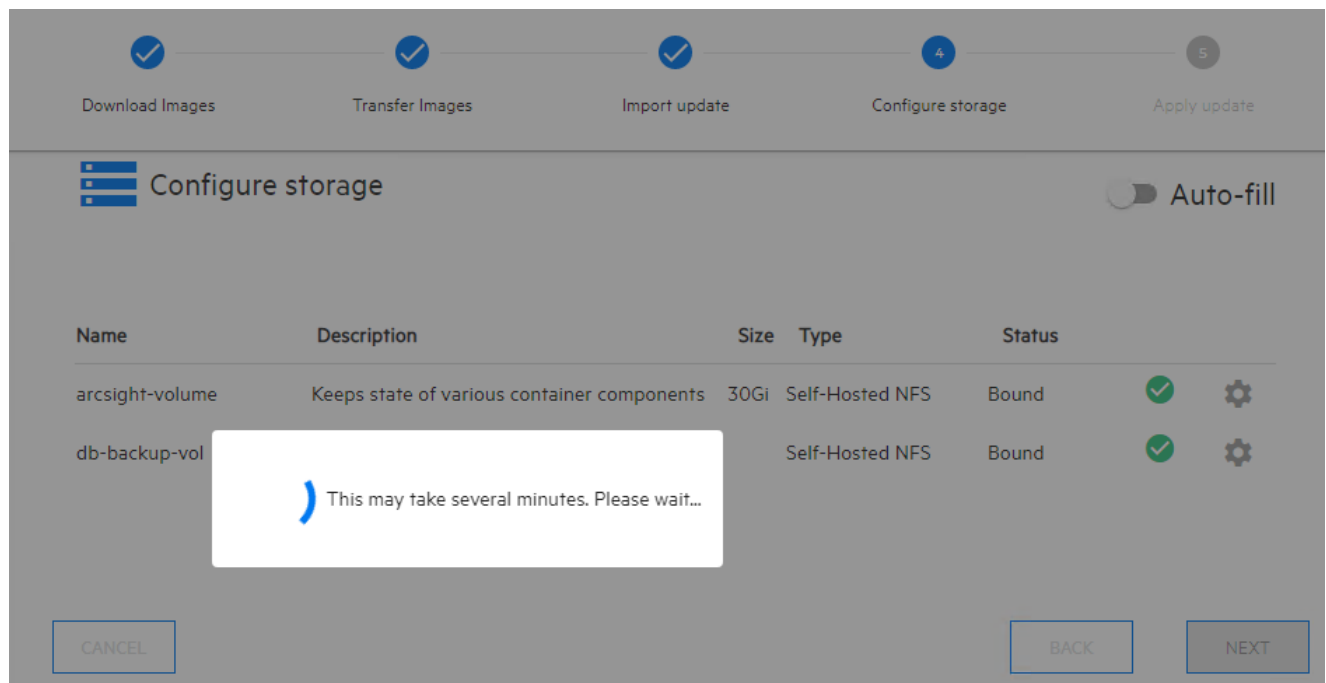 4 5
Download Images Transfer Images Import update Configure storage Apply update
Configure storage Auto-fill
Name Description Size Type Status
arcsight-volume Keeps state of various container components 30Gi Self-Hosted NFS Bound
db-backup-vol Self-Hosted NFS Bound
This may take several minutes. Please wait...
CANCEL BACK NEXT